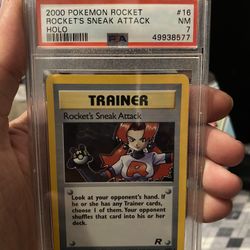 2000 POKEMON ROCKET #16
ROCKET'S SNEAK ATTACK NM
HOLO 7
PSA 49938577
TRAINER
Rocket's Sneak Attack
R
Look at your opponent's hand. If
he or she has any Trainer cards,
choose 1 of them. Your opponent
shuffles that card into his or her
deck.
R